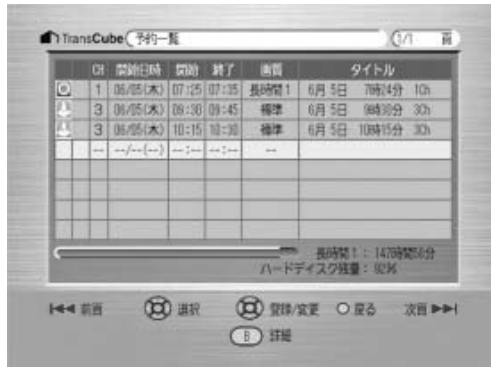 TransCube 予約一覧 1/1 頁
CH 開始日時 開始 終了 画質 タイトル
1 06/05(木) 07:25 07:35 長時間1 6月 5日 7時24分 1Ch
3 06/05(木) 09:30 09:45 標準 6月 5日 9時30分 3Ch
3 06/05(木) 10:15 10:30 標準 6月 5日 10時15分 3Ch
-- --/--(--) --:-- --:-- --
長時間1 : 147時間50分
ハードディスク残量 : 92%
前頁 選択 登録/変更 戻る 次頁
B 詳細